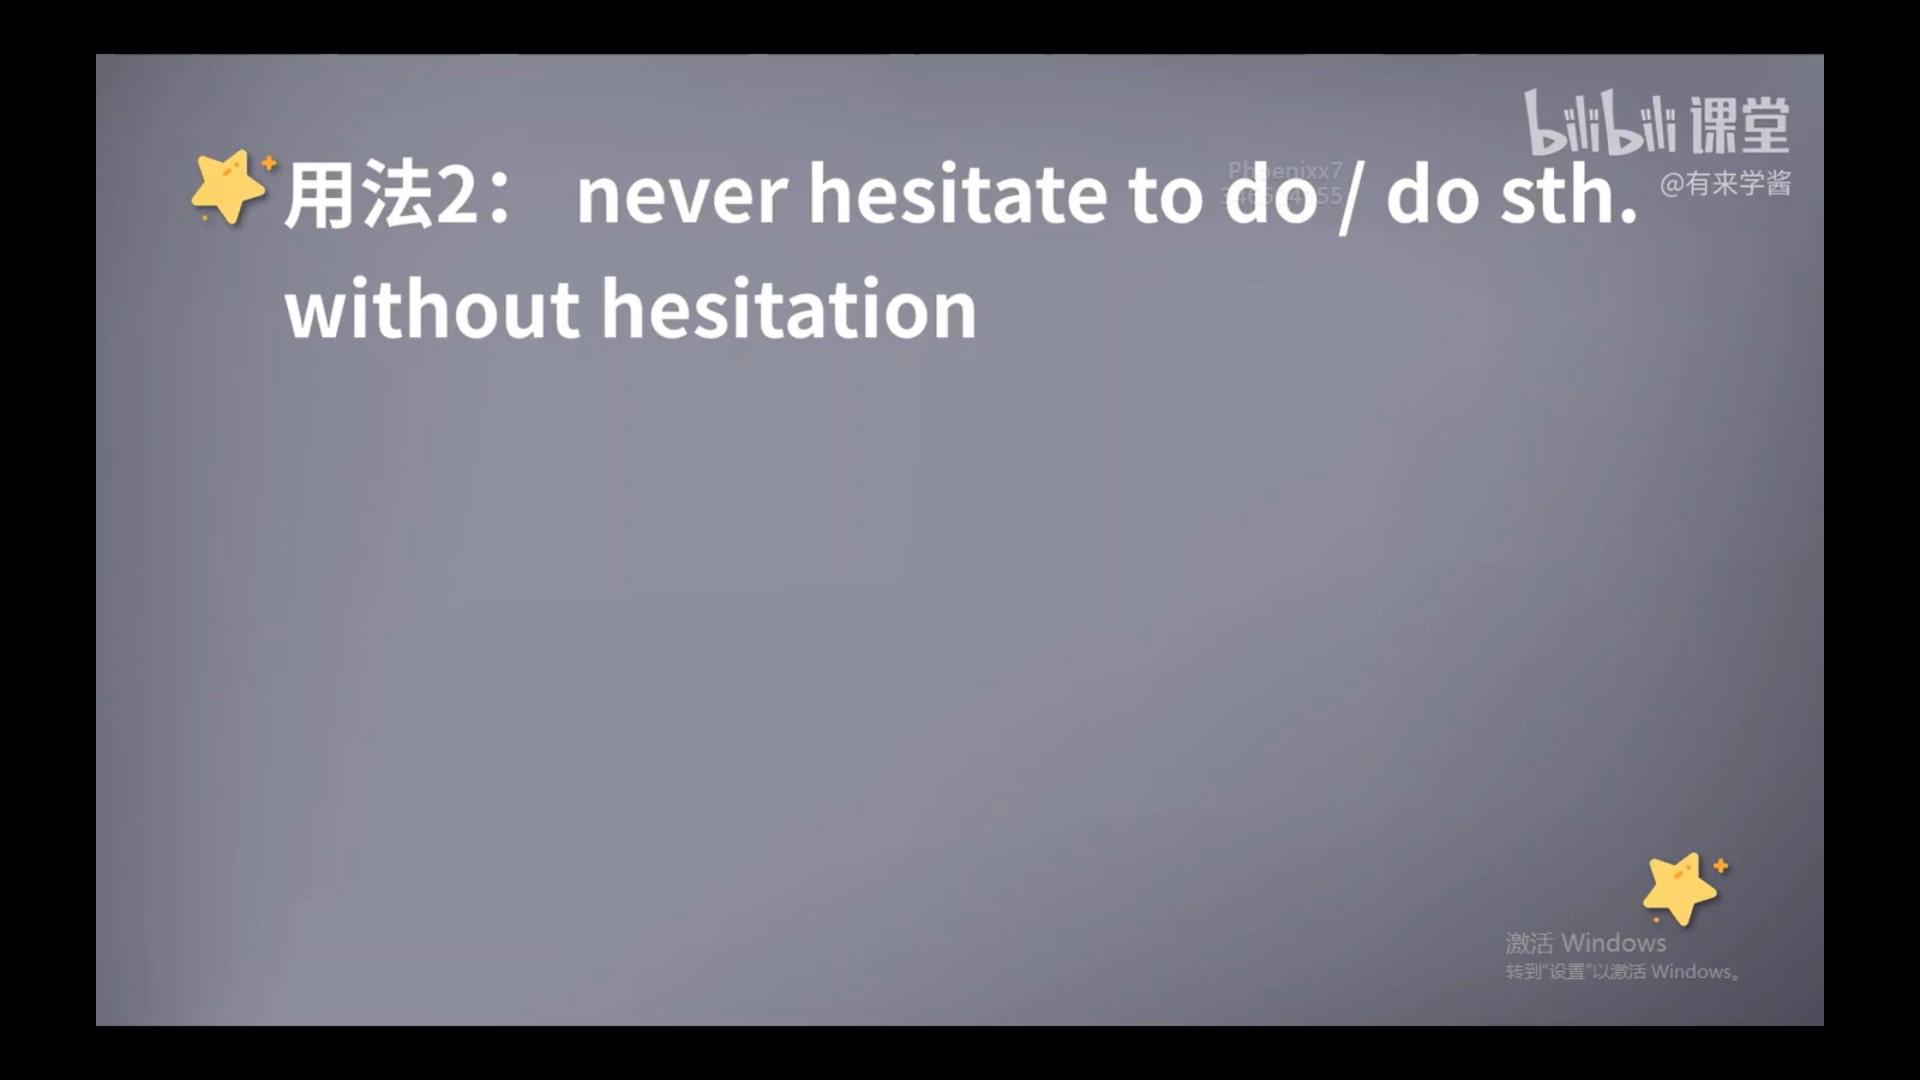 bilibili 课堂
@有来学酱
Phoenixx7
用法2： never hesitate to do / do sth.
without hesitation
激活 Windows
转到“设置”以激活 Windows。